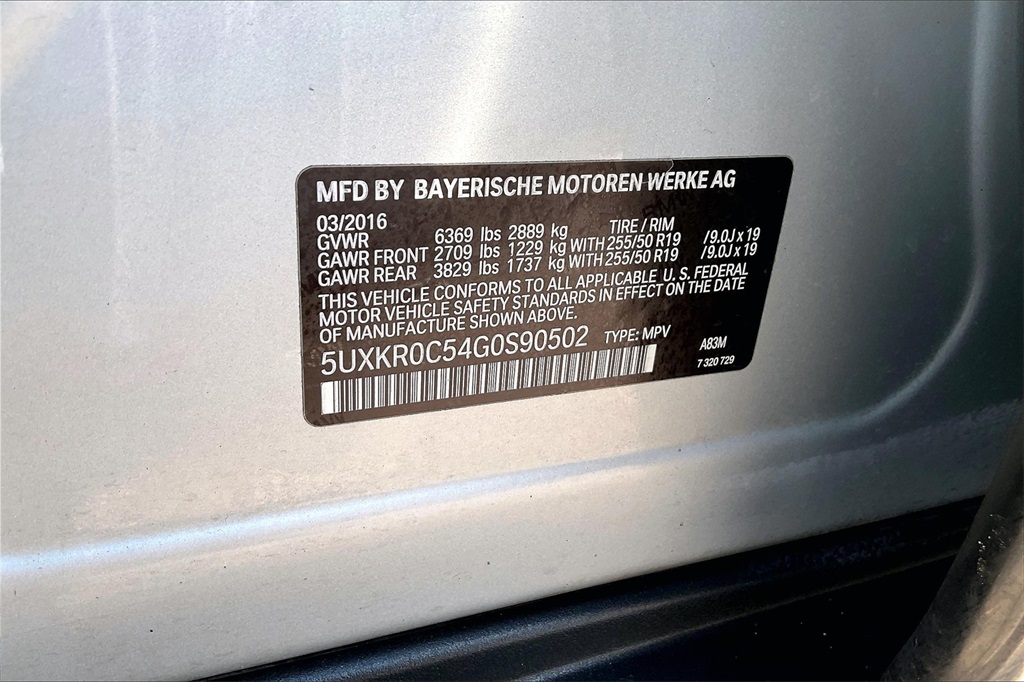 MFD BY BAYERISCHE MOTOREN WERKE AG
03/2016 TIRE / RIM
GVWR 6369 lbs 2889 kg
GAWR FRONT 2709 lbs 1229 kg WITH 255/50 R19 / 9.0J x 19
GAWR REAR 3829 lbs 1737 kg WITH 255/50 R19 / 9.0J x 19
THIS VEHICLE CONFORMS TO ALL APPLICABLE U.S. FEDERAL
MOTOR VEHICLE SAFETY STANDARDS IN EFFECT ON THE DATE
OF MANUFACTURE SHOWN ABOVE.
5UXKR0C54G0S90502 TYPE: MPV A83M
7 320 729